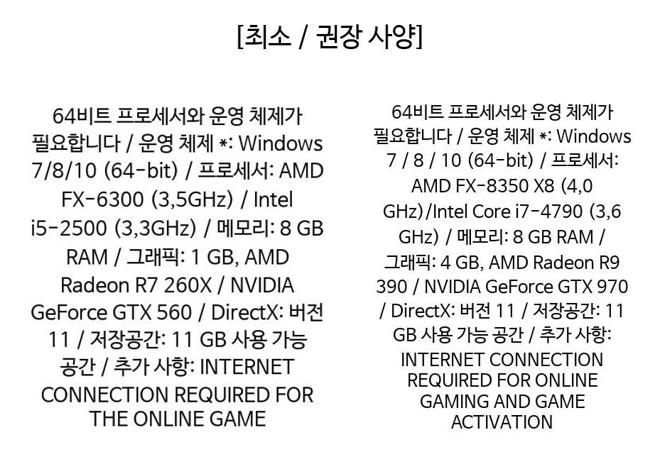 [최소 / 권장 사양]
64비트 프로세서와 운영 체제가
필요합니다 / 운영 체제 *: Windows
7/8/10 (64-bit) / 프로세서: AMD
FX-6300 (3,5GHz) / Intel
i5-2500 (3,3GHz) / 메모리: 8 GB
RAM / 그래픽: 1 GB, AMD
Radeon R7 260X / NVIDIA
GeForce GTX 560 / DirectX: 버전
11 / 저장공간: 11 GB 사용 가능
공간 / 추가 사항: INTERNET
CONNECTION REQUIRED FOR
THE ONLINE GAME
64비트 프로세서와 운영 체제가
필요합니다 / 운영 체제 *: Windows
7 / 8 / 10 (64-bit) / 프로세서:
AMD FX-8350 X8 (4,0
GHz)/Intel Core i7-4790 (3,6
GHz) / 메모리: 8 GB RAM /
그래픽: 4 GB, AMD Radeon R9
390 / NVIDIA GeForce GTX 970
/ DirectX: 버전 11 / 저장공간: 11
GB 사용 가능 공간 / 추가 사항:
INTERNET CONNECTION
REQUIRED FOR ONLINE
GAMING AND GAME
ACTIVATION